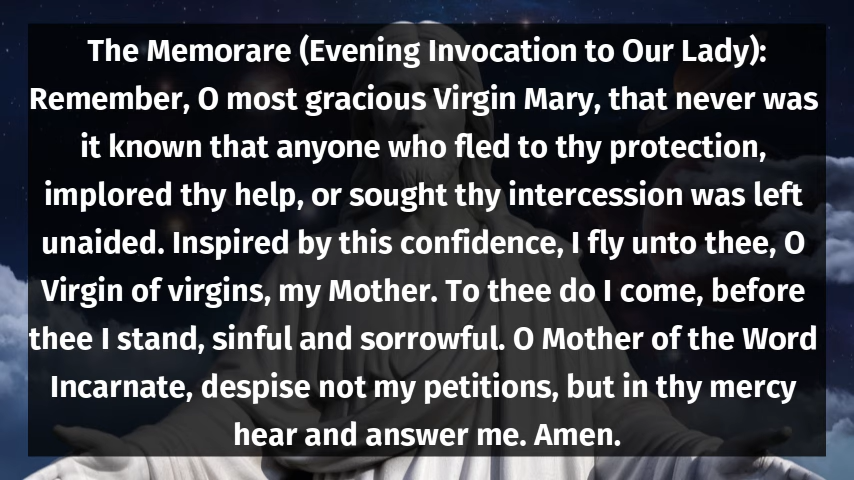 The Memorare (Evening Invocation to Our Lady):
Remember, O most gracious Virgin Mary, that never was
it known that anyone who fled to thy protection,
implored thy help, or sought thy intercession was left
unaided. Inspired by this confidence, I fly unto thee, O
Virgin of virgins, my Mother. To thee do I come, before
thee I stand, sinful and sorrowful. O Mother of the Word
Incarnate, despise not my petitions, but in thy mercy
hear and answer me. Amen.